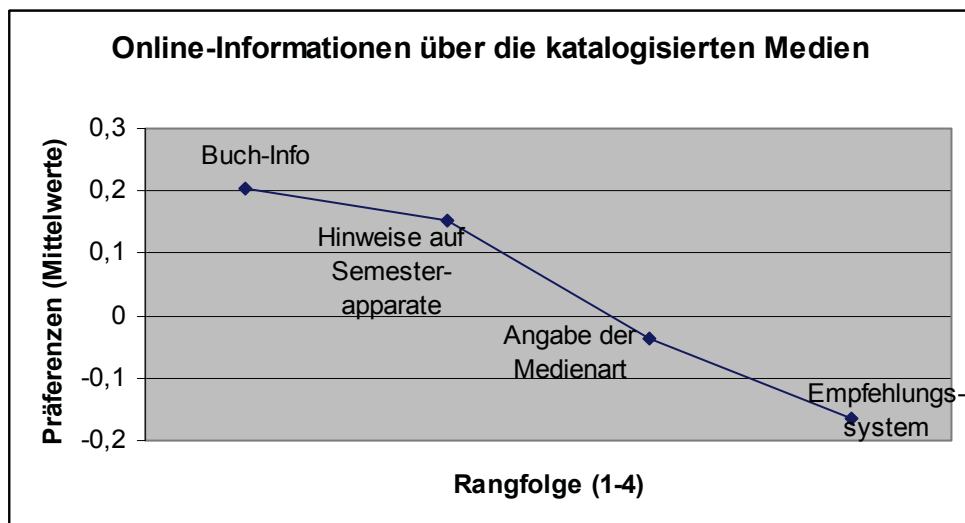 Online-Informationen über die katalogisierten Medien
Präferenzen (Mittelwerte)
0,3
0,2
0,1
0
-0,1
-0,2
Buch-Info
Hinweise auf
Semester-
apparate
Angabe der
Medienart
Empfehlungs-
system
Rangfolge (1-4)